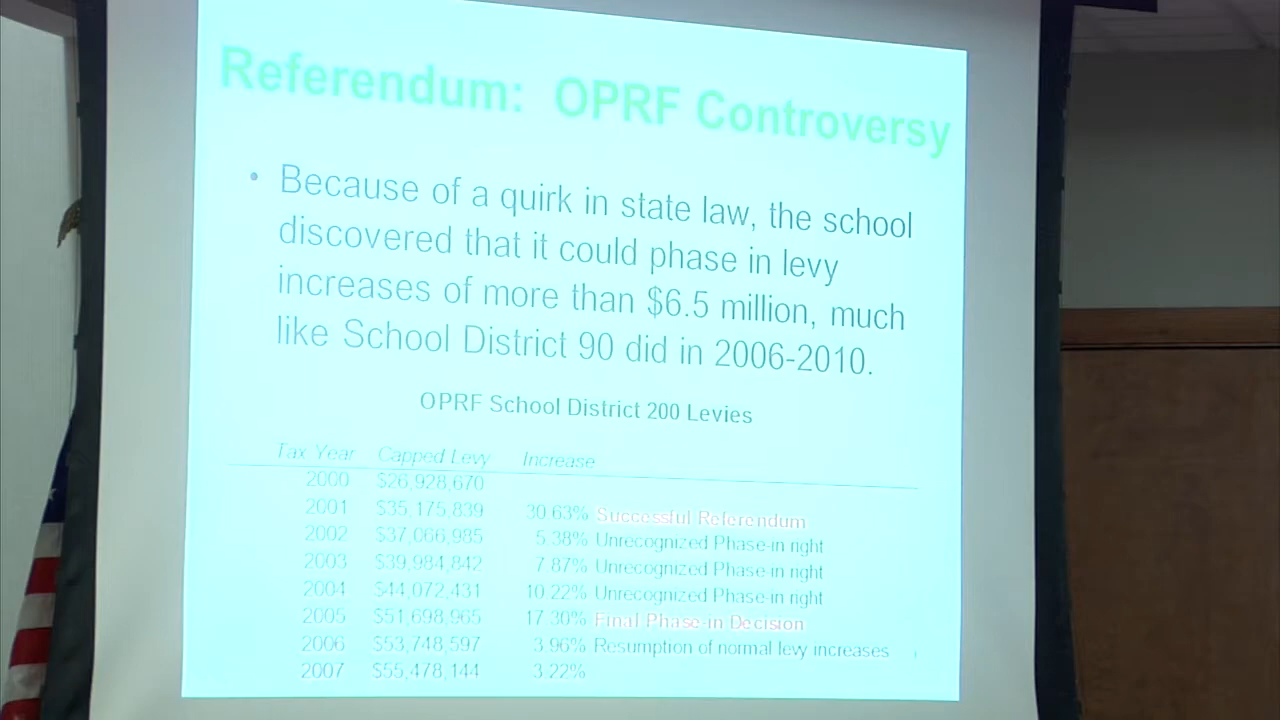 Referendum: OPRF Controversy
• Because of a quirk in state law, the school
discovered that it could phase in levy
increases of more than $6.5 million, much
like School District 90 did in 2006-2010.
OPRF School District 200 Levies
Tax Year Capped Levy Increase
2000 $26,928,670
2001 $35,175,839 30.63% Successful Referendum
2002 $37,066,985 5.38% Unrecognized Phase-in right
2003 $39,984,842 7.87% Unrecognized Phase-in right
2004 $44,072,431 10.22% Unrecognized Phase-in right
2005 $51,698,965 17.30% Final Phase-in Decision
2006 $53,748,597 3.96% Resumption of normal levy increases
2007 $55,478,144 3.22%